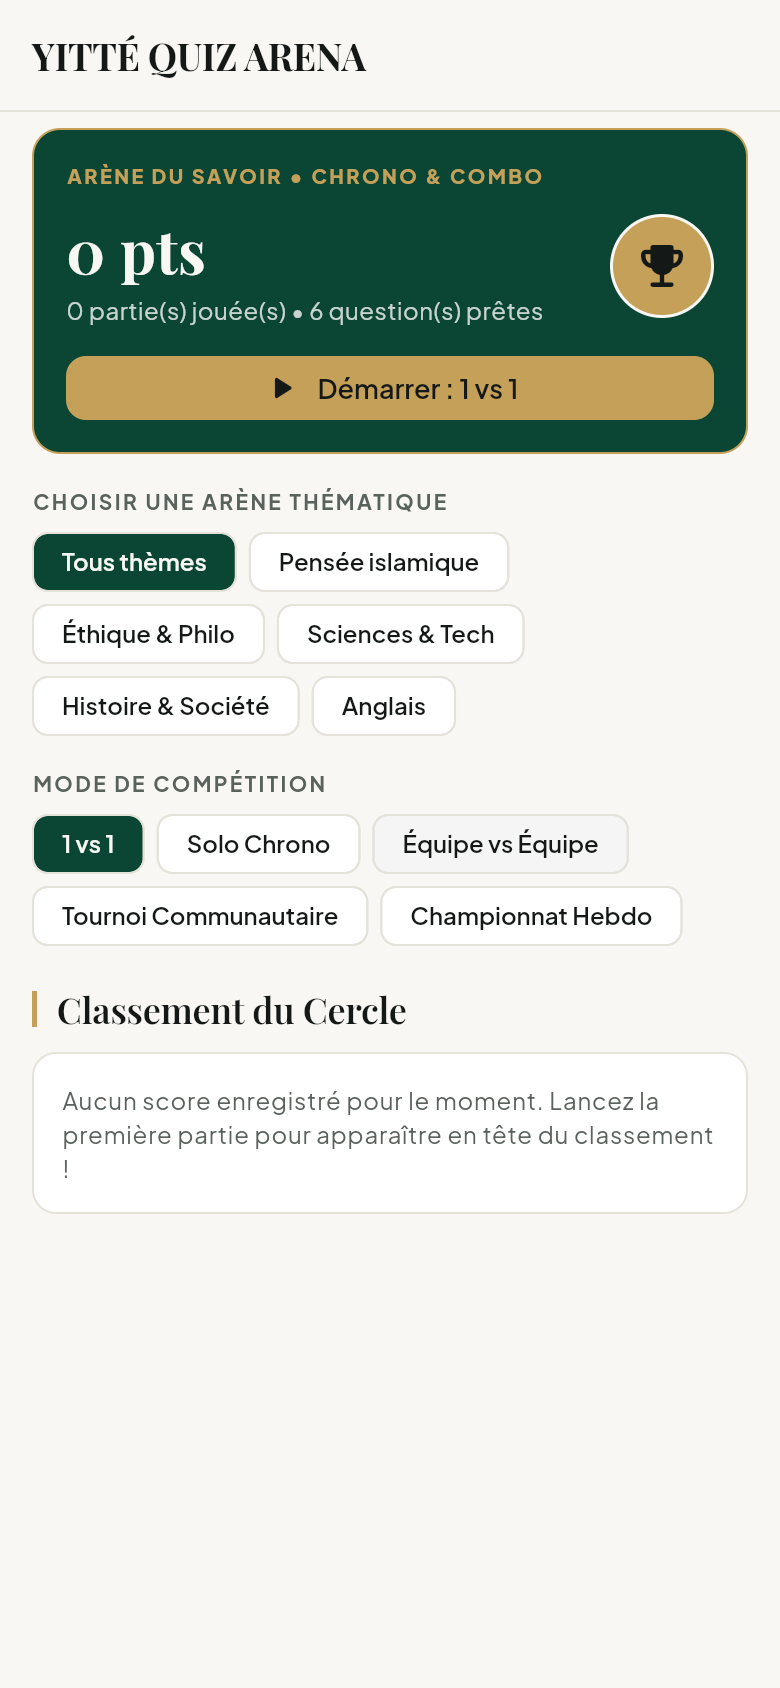 YITTÉ QUIZ ARENA
ARÈNE DU SAVOIR • CHRONO & COMBO
0 pts
0 partie(s) jouée(s) • 6 question(s) prêtes
Démarrer : 1 vs 1
CHOISIR UNE ARÈNE THÉMATIQUE
Tous thèmes Pensée islamique
Éthique & Philo Sciences & Tech
Histoire & Société Anglais
MODE DE COMPÉTITION
1 vs 1 Solo Chrono Équipe vs Équipe
Tournoi Communautaire Championnat Hebdo
Classement du Cercle
Aucun score enregistré pour le moment. Lancez la
première partie pour apparaître en tête du classement
!